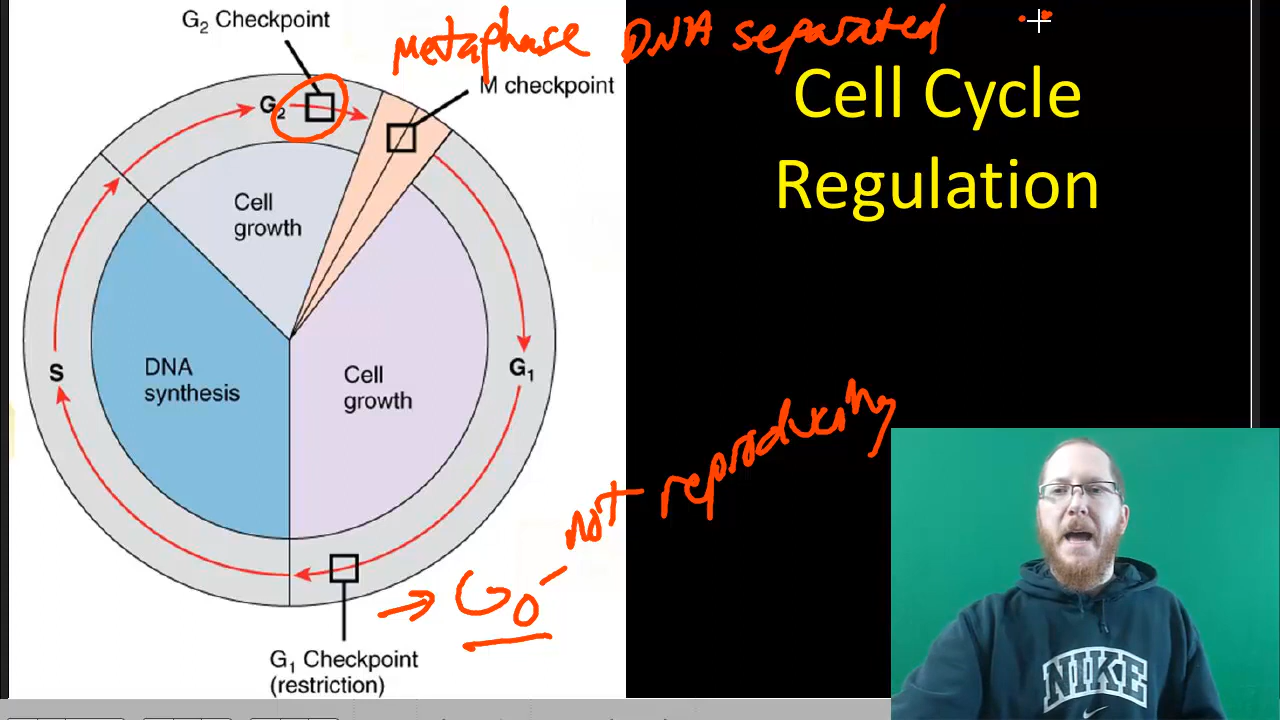 G₂ Checkpoint
metaphase DNA separated
M checkpoint
G₂
Cell Cycle
Regulation
Cell
growth
S
DNA
synthesis
Cell
growth
G₁
not reproducing
→ G₀
G₁ Checkpoint
(restriction)
NIKE